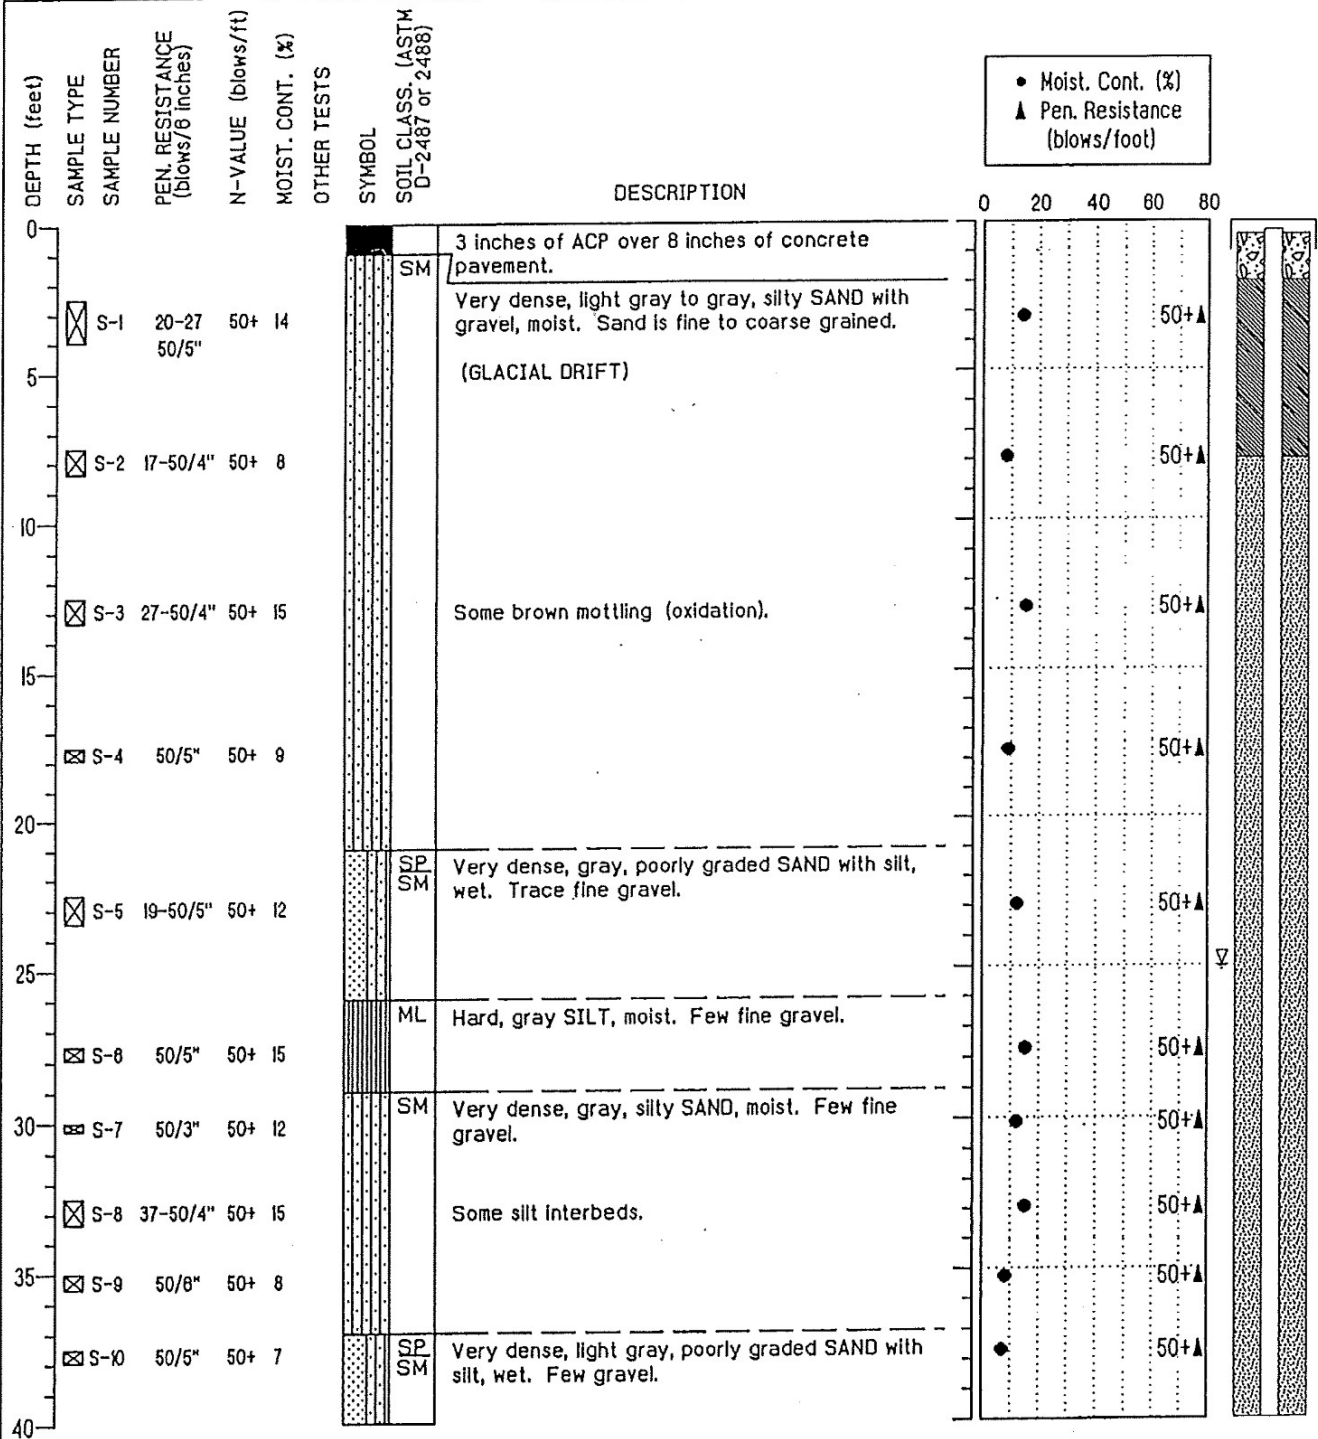 DEPTH (feet)
SAMPLE TYPE
SAMPLE NUMBER
PEN. RESISTANCE
(blows/6 inches)
N-VALUE (blows/ft)
MOIST. CONT. (%)
OTHER TESTS
SYMBOL
SOIL CLASS. (ASTM
D-2487 or 2488)
DESCRIPTION
● Moist. Cont. (%)
▲ Pen. Resistance
(blows/foot)
0 20 40 60 80
0
3 inches of ACP over 8 inches of concrete
pavement.
SM
Very dense, light gray to gray, silty SAND with
gravel, moist. Sand is fine to coarse grained.
S-1 20-27 50+ 14
50/5"
50+
(GLACIAL DRIFT)
5
S-2 17-50/4" 50+ 8
50+
10
S-3 27-50/4" 50+ 15
Some brown mottling (oxidation).
50+
15
S-4 50/5" 50+ 9
50+
20
SP
SM
Very dense, gray, poorly graded SAND with silt,
wet. Trace fine gravel.
S-5 19-50/5" 50+ 12
50+
25
ML Hard, gray SILT, moist. Few fine gravel.
S-6 50/5" 50+ 15
50+
SM Very dense, gray, silty SAND, moist. Few fine
gravel.
30
S-7 50/3" 50+ 12
50+
S-8 37-50/4" 50+ 15
Some silt interbeds.
50+
35
S-9 50/6" 50+ 8
50+
SP
SM
Very dense, light gray, poorly graded SAND with
silt, wet. Few gravel.
S-10 50/5" 50+ 7
50+
40